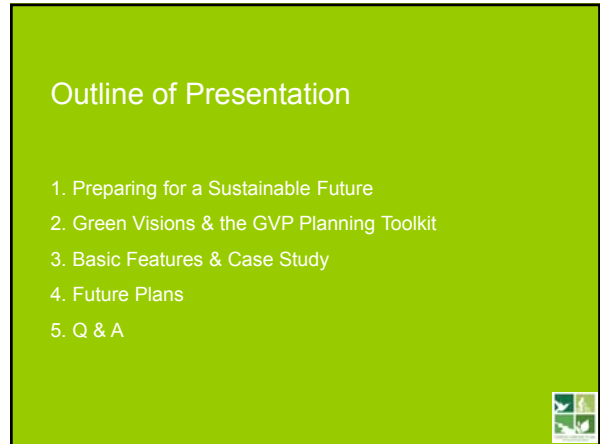 Outline of Presentation
1. Preparing for a Sustainable Future
2. Green Visions & the GVP Planning Toolkit
3. Basic Features & Case Study
4. Future Plans
5. Q & A